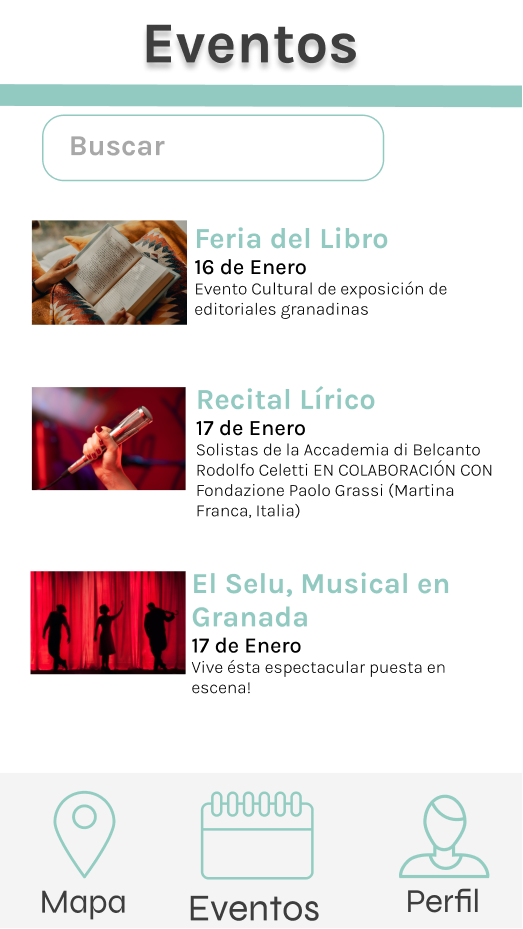 Eventos
Buscar
Feria del Libro
16 de Enero
Evento Cultural de exposición de
editoriales granadinas
Recital Lírico
17 de Enero
Solistas de la Accademia di Belcanto
Rodolfo Celetti EN COLABORACIÓN CON
Fondazione Paolo Grassi (Martina
Franca, Italia)
El Selu, Musical en
Granada
17 de Enero
Vive ésta espectacular puesta en
escena!
Mapa
Eventos
Perfil